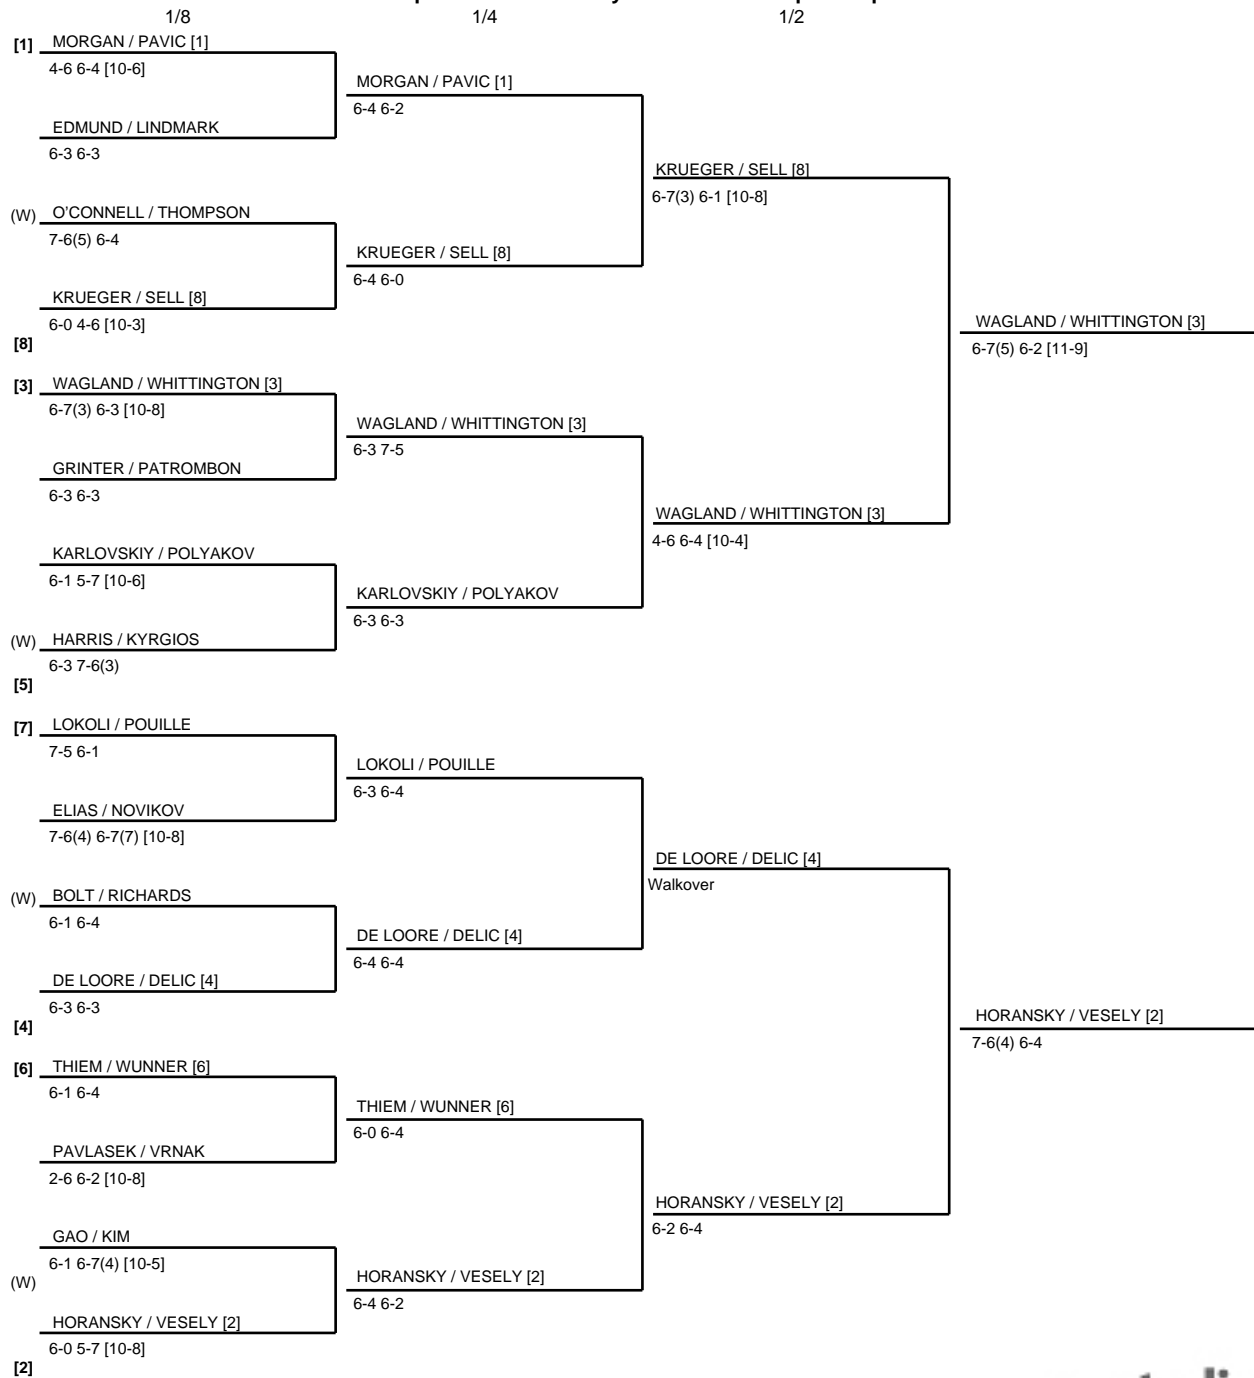 1/8
1/4
1/2
[1] MORGAN / PAVIC [1]
4-6 6-4 [10-6]
MORGAN / PAVIC [1]
6-4 6-2
EDMUND / LINDMARK
6-3 6-3
KRUEGER / SELL [8]
6-7(3) 6-1 [10-8]
(W) O'CONNELL / THOMPSON
7-6(5) 6-4
KRUEGER / SELL [8]
6-4 6-0
KRUEGER / SELL [8]
6-0 4-6 [10-3]
[8]
WAGLAND / WHITTINGTON [3]
6-7(5) 6-2 [11-9]
[3] WAGLAND / WHITTINGTON [3]
6-7(3) 6-3 [10-8]
WAGLAND / WHITTINGTON [3]
6-3 7-5
GRINTER / PATROMBON
6-3 6-3
WAGLAND / WHITTINGTON [3]
4-6 6-4 [10-4]
KARLOVSKIY / POLYAKOV
6-1 5-7 [10-6]
KARLOVSKIY / POLYAKOV
6-3 6-3
(W) HARRIS / KYRGIOS
6-3 7-6(3)
[5]
[7] LOKOLI / POUILLE
7-5 6-1
LOKOLI / POUILLE
6-3 6-4
ELIAS / NOVIKOV
7-6(4) 6-7(7) [10-8]
DE LOORE / DELIC [4]
Walkover
(W) BOLT / RICHARDS
6-1 6-4
DE LOORE / DELIC [4]
6-4 6-4
DE LOORE / DELIC [4]
6-3 6-3
[4]
HORANSKY / VESELY [2]
7-6(4) 6-4
[6] THIEM / WUNNER [6]
6-1 6-4
THIEM / WUNNER [6]
6-0 6-4
PAVLASEK / VRNAK
2-6 6-2 [10-8]
HORANSKY / VESELY [2]
6-2 6-4
GAO / KIM
6-1 6-7(4) [10-5]
(W)
HORANSKY / VESELY [2]
6-4 6-2
HORANSKY / VESELY [2]
6-0 5-7 [10-8]
[2]